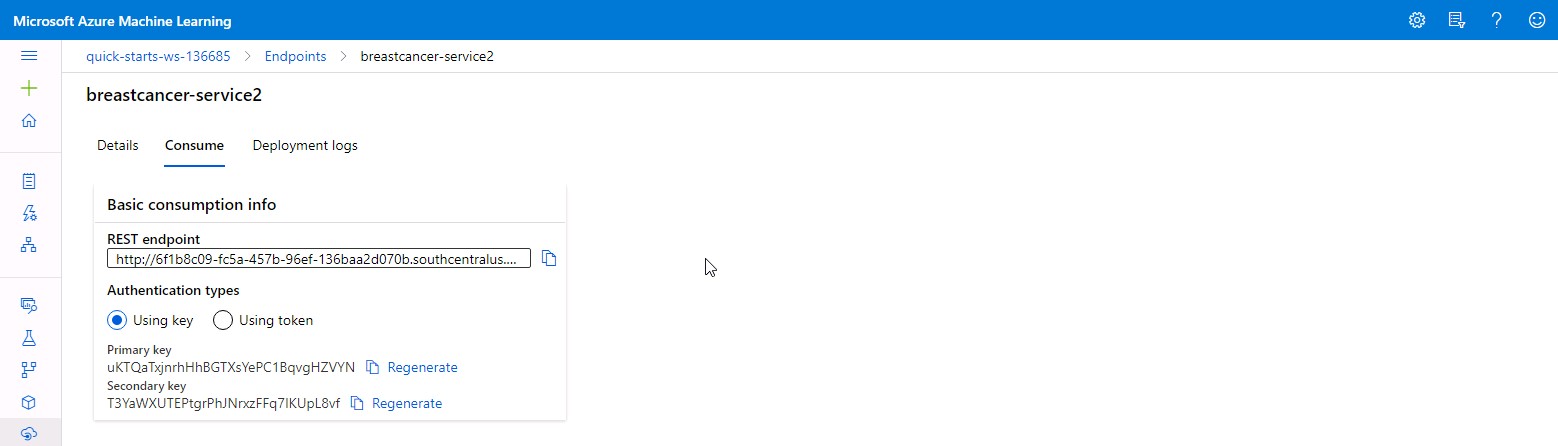 Microsoft Azure Machine Learning
quick-starts-ws-136685 > Endpoints > breastcancer-service2
breastcancer-service2
Details Consume Deployment logs
Basic consumption info
REST endpoint
http://6f1b8c09-fc5a-457b-96ef-136baa2d070b.southcentralus....
Authentication types
Using key Using token
Primary key
uKTQaTxjnrhHhBGTXsYePC1BqvgHZVYN Regenerate
Secondary key
T3YaWXUTEPtgrPhJNrxzFFq7IKUpL8vf Regenerate